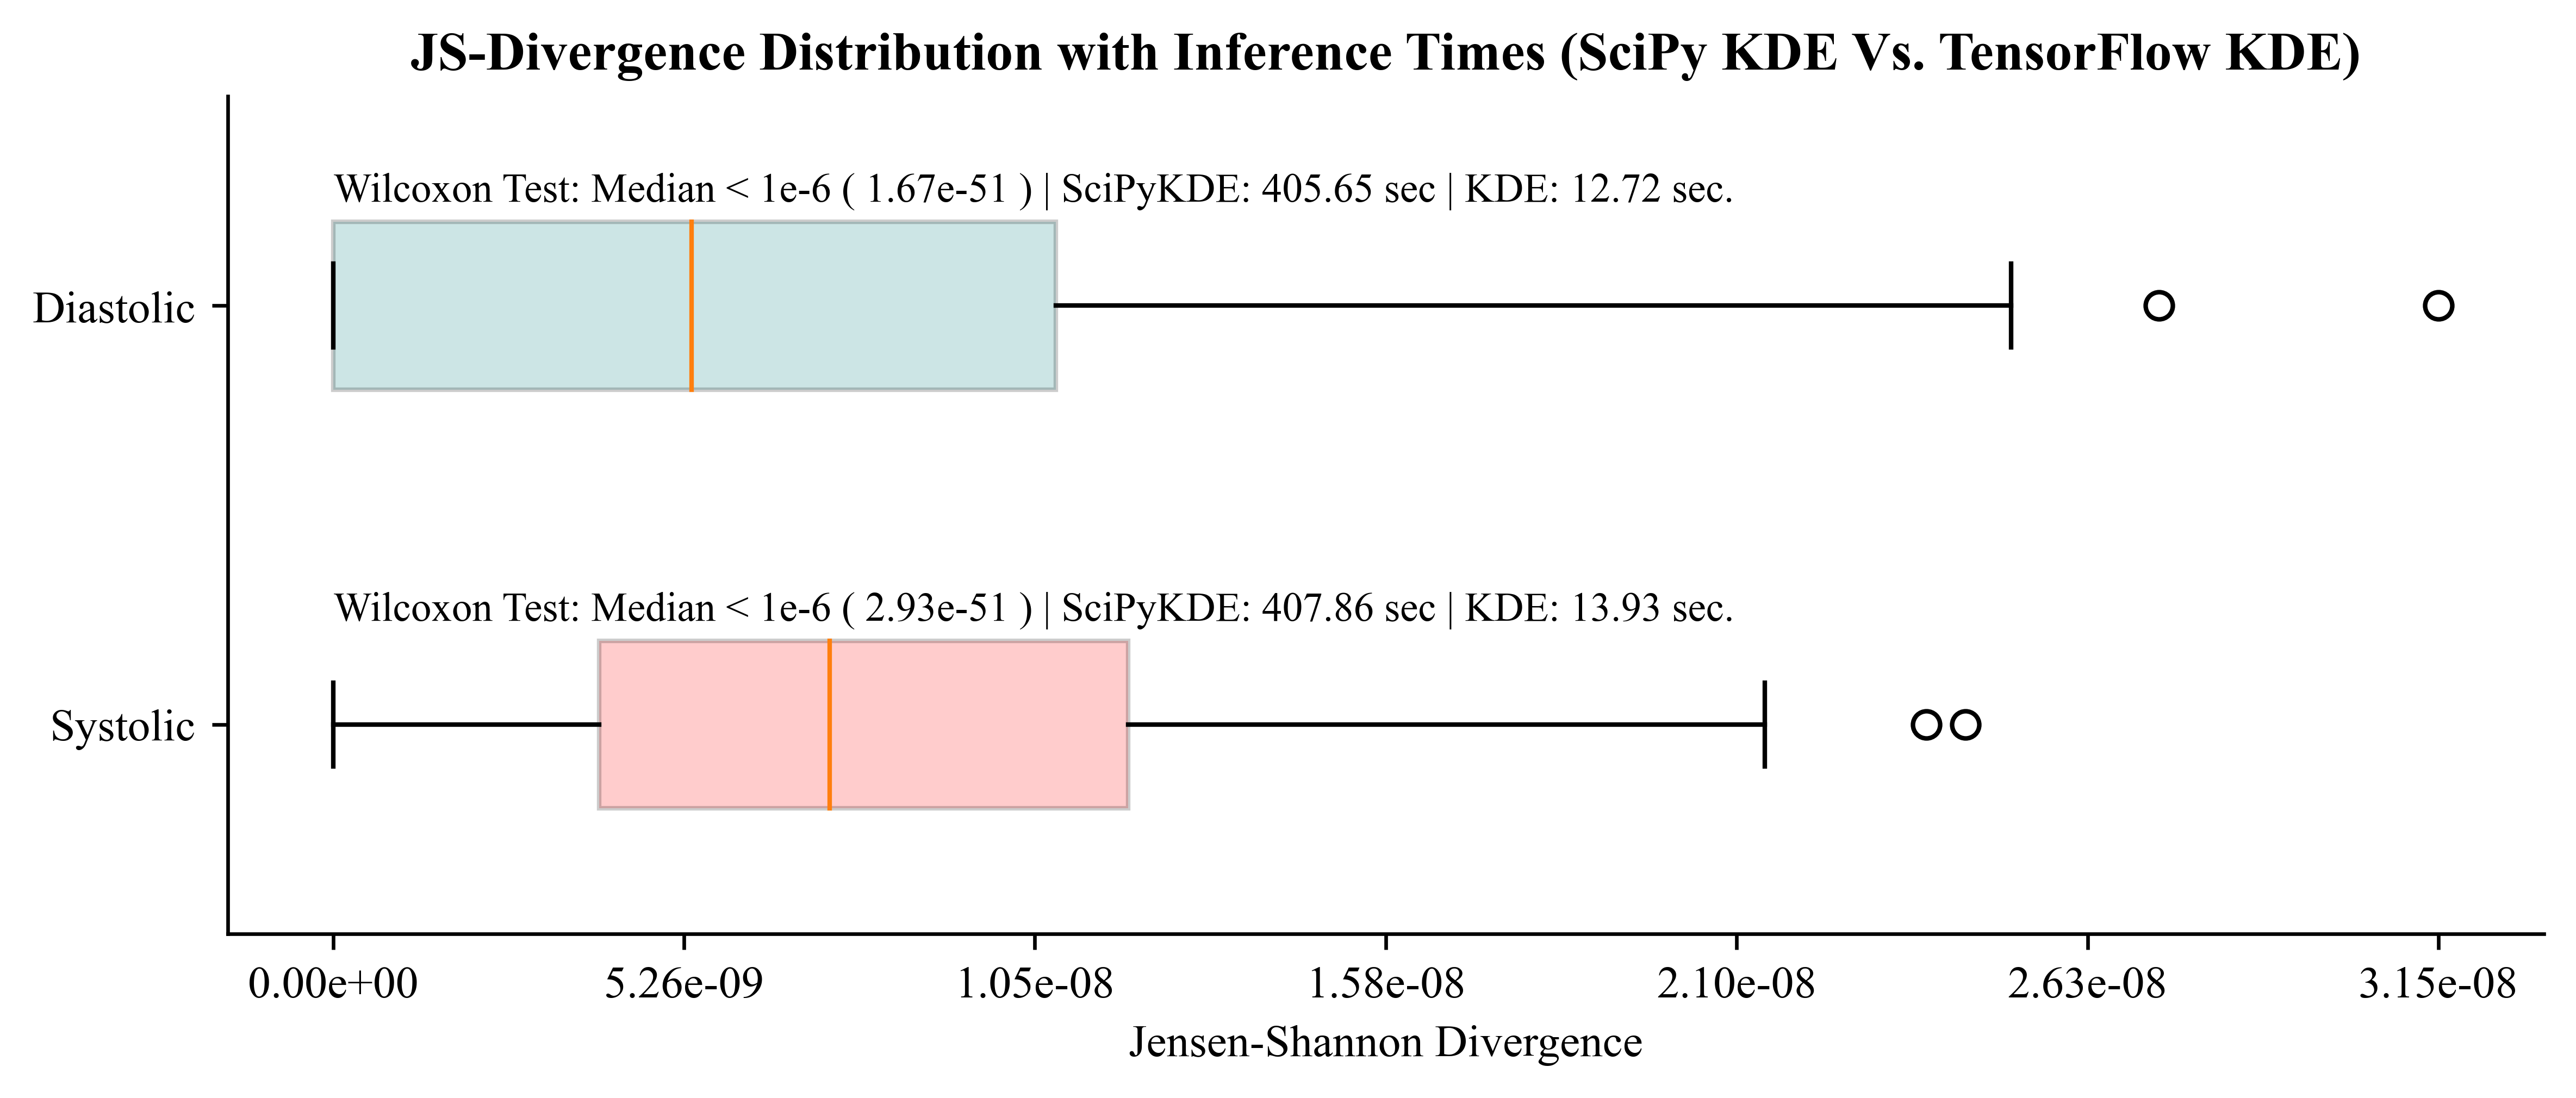 JS-Divergence Distribution with Inference Times (SciPy KDE Vs. TensorFlow KDE)
Wilcoxon Test: Median < 1e-6 ( 1.67e-51 ) | SciPyKDE: 405.65 sec | KDE: 12.72 sec.
Diastolic
Wilcoxon Test: Median < 1e-6 ( 2.93e-51 ) | SciPyKDE: 407.86 sec | KDE: 13.93 sec.
Systolic
0.00e+00 5.26e-09 1.05e-08 1.58e-08 2.10e-08 2.63e-08 3.15e-08
Jensen-Shannon Divergence